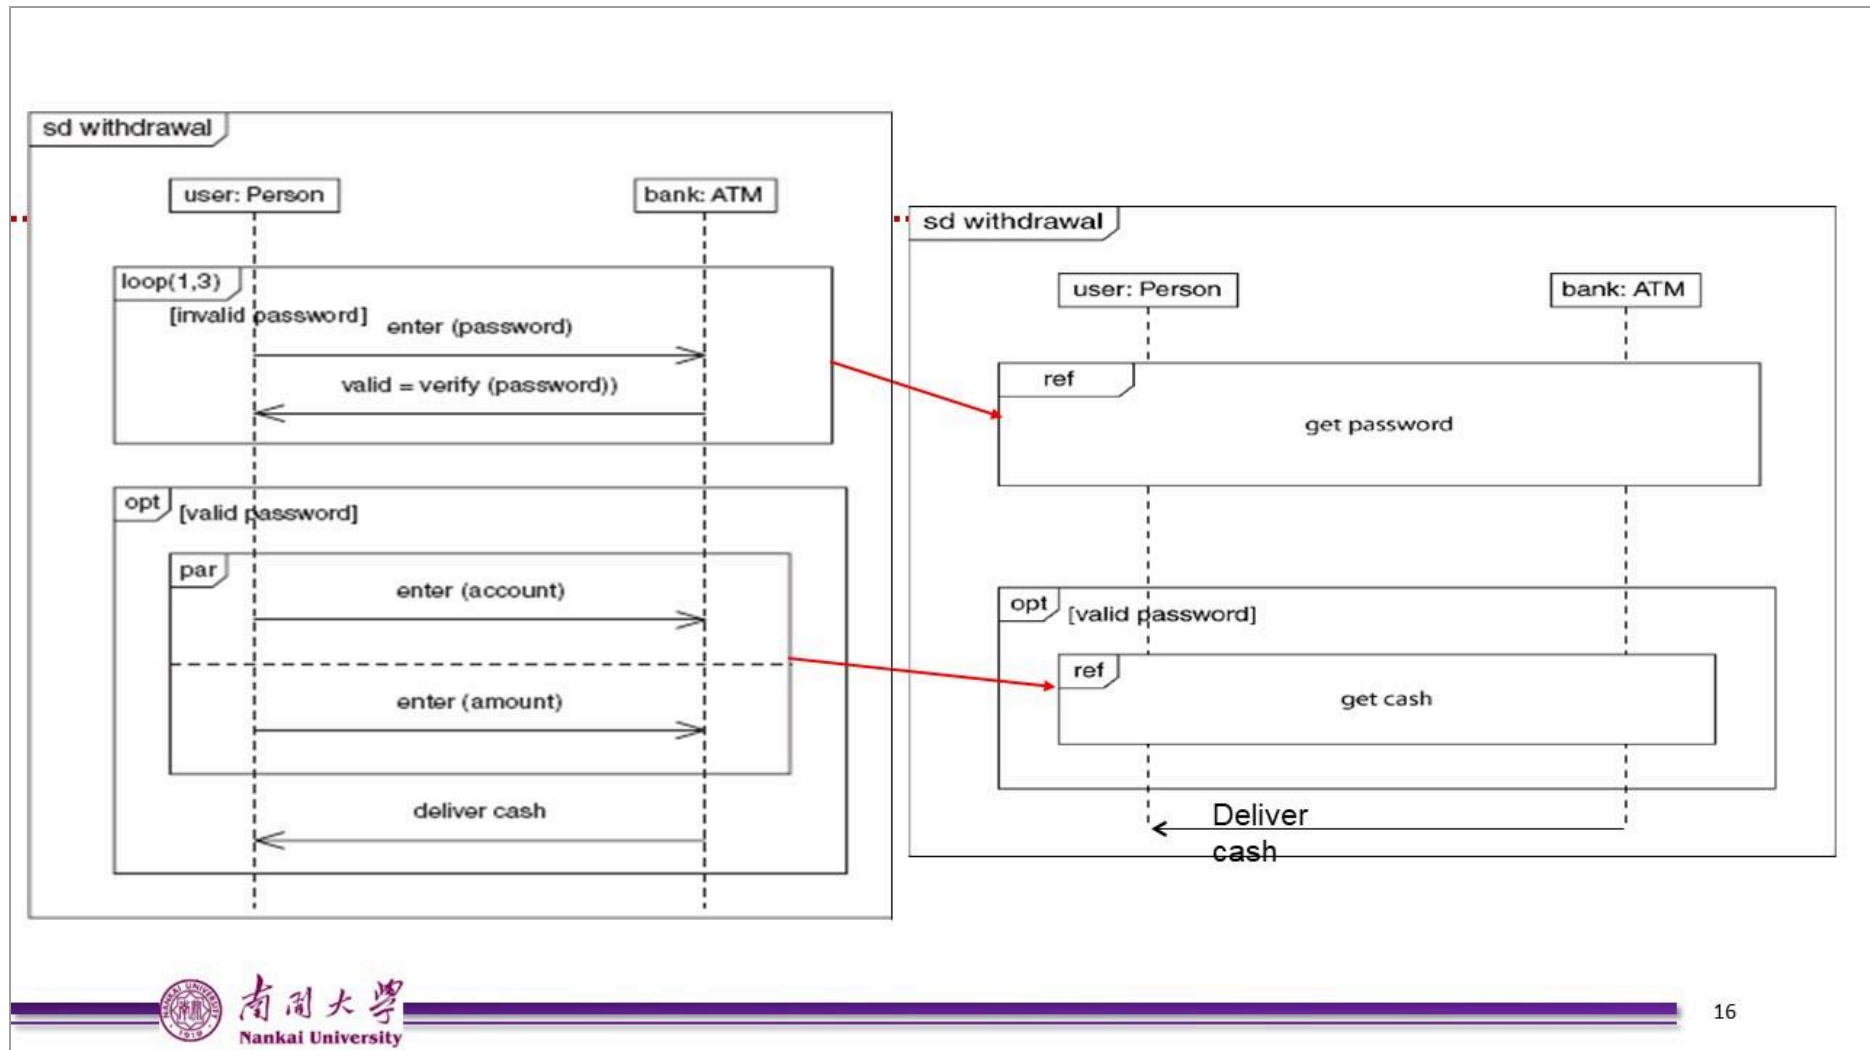 sd withdrawal
user: Person
bank: ATM
loop(1,3)
[invalid password]
enter (password)
valid = verify (password))
opt
[valid password]
par
enter (account)
enter (amount)
deliver cash
sd withdrawal
user: Person
bank: ATM
ref
get password
opt
[valid password]
ref
get cash
Deliver
cash
南开大学
Nankai University
16